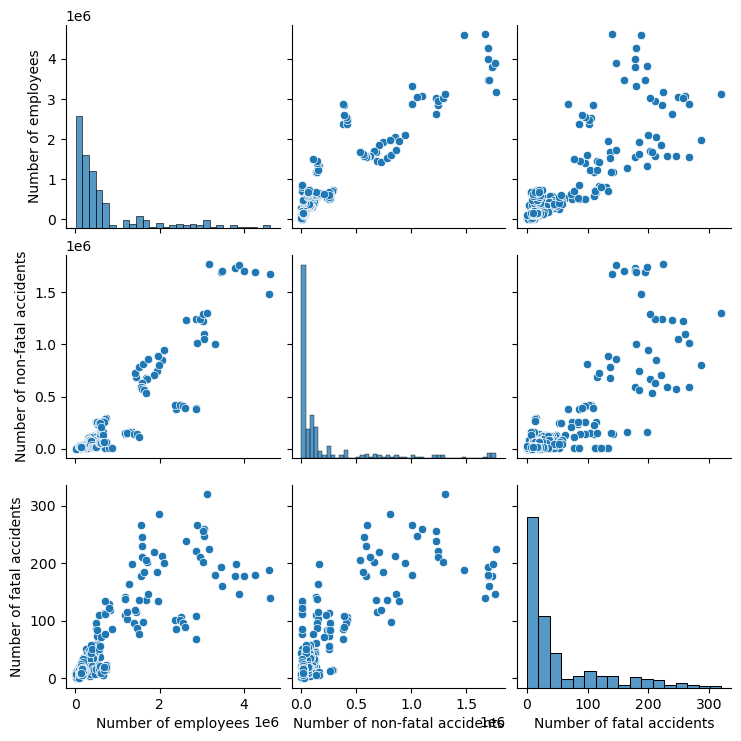 1e6
Number of employees
4
3
2
1
0
1e6
Number of non-fatal accidents
1.5
1.0
0.5
0.0
Number of fatal accidents
300
200
100
0
0 2 4
1e6
Number of employees
0.0 0.5 1.0 1.5
1e6
Number of non-fatal accidents
0 100 200 300
Number of fatal accidents